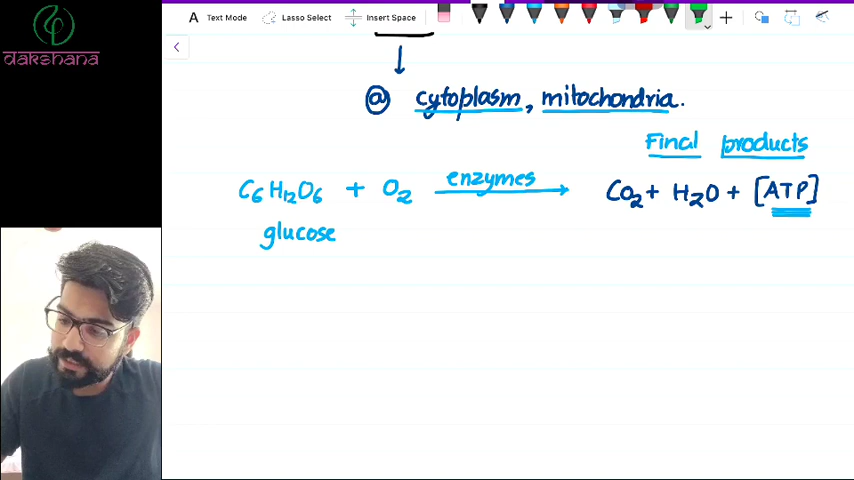 dakshana
A Text Mode Lasso Select Insert Space
@ cytoplasm, mitochondria.
Final products
C6H12O6 + O2 enzymes CO2 + H2O + [ATP]
glucose